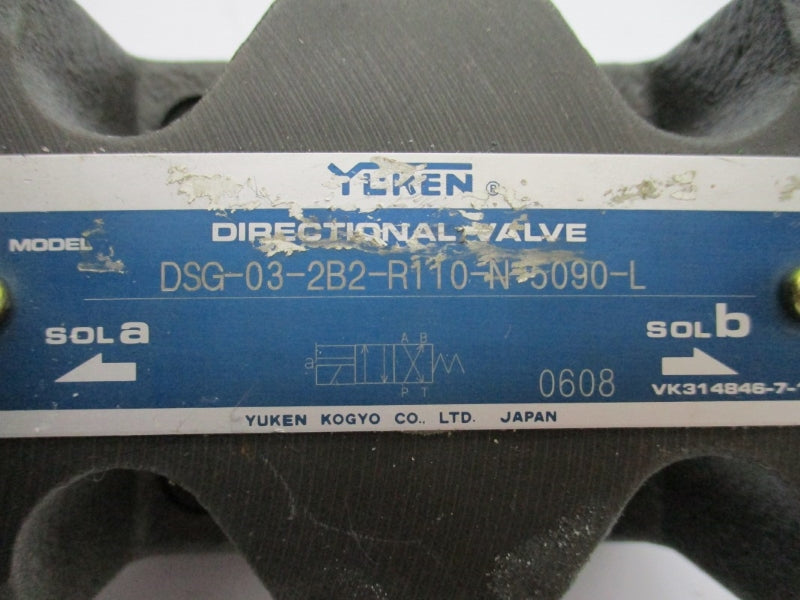 YUKEN ®
DIRECTIONAL VALVE
MODEL
DSG-03-2B2-R110-N-5090-L
SOL a
SOL b
A B
a
P T
0608
VK314846-7-
YUKEN KOGYO CO., LTD. JAPAN